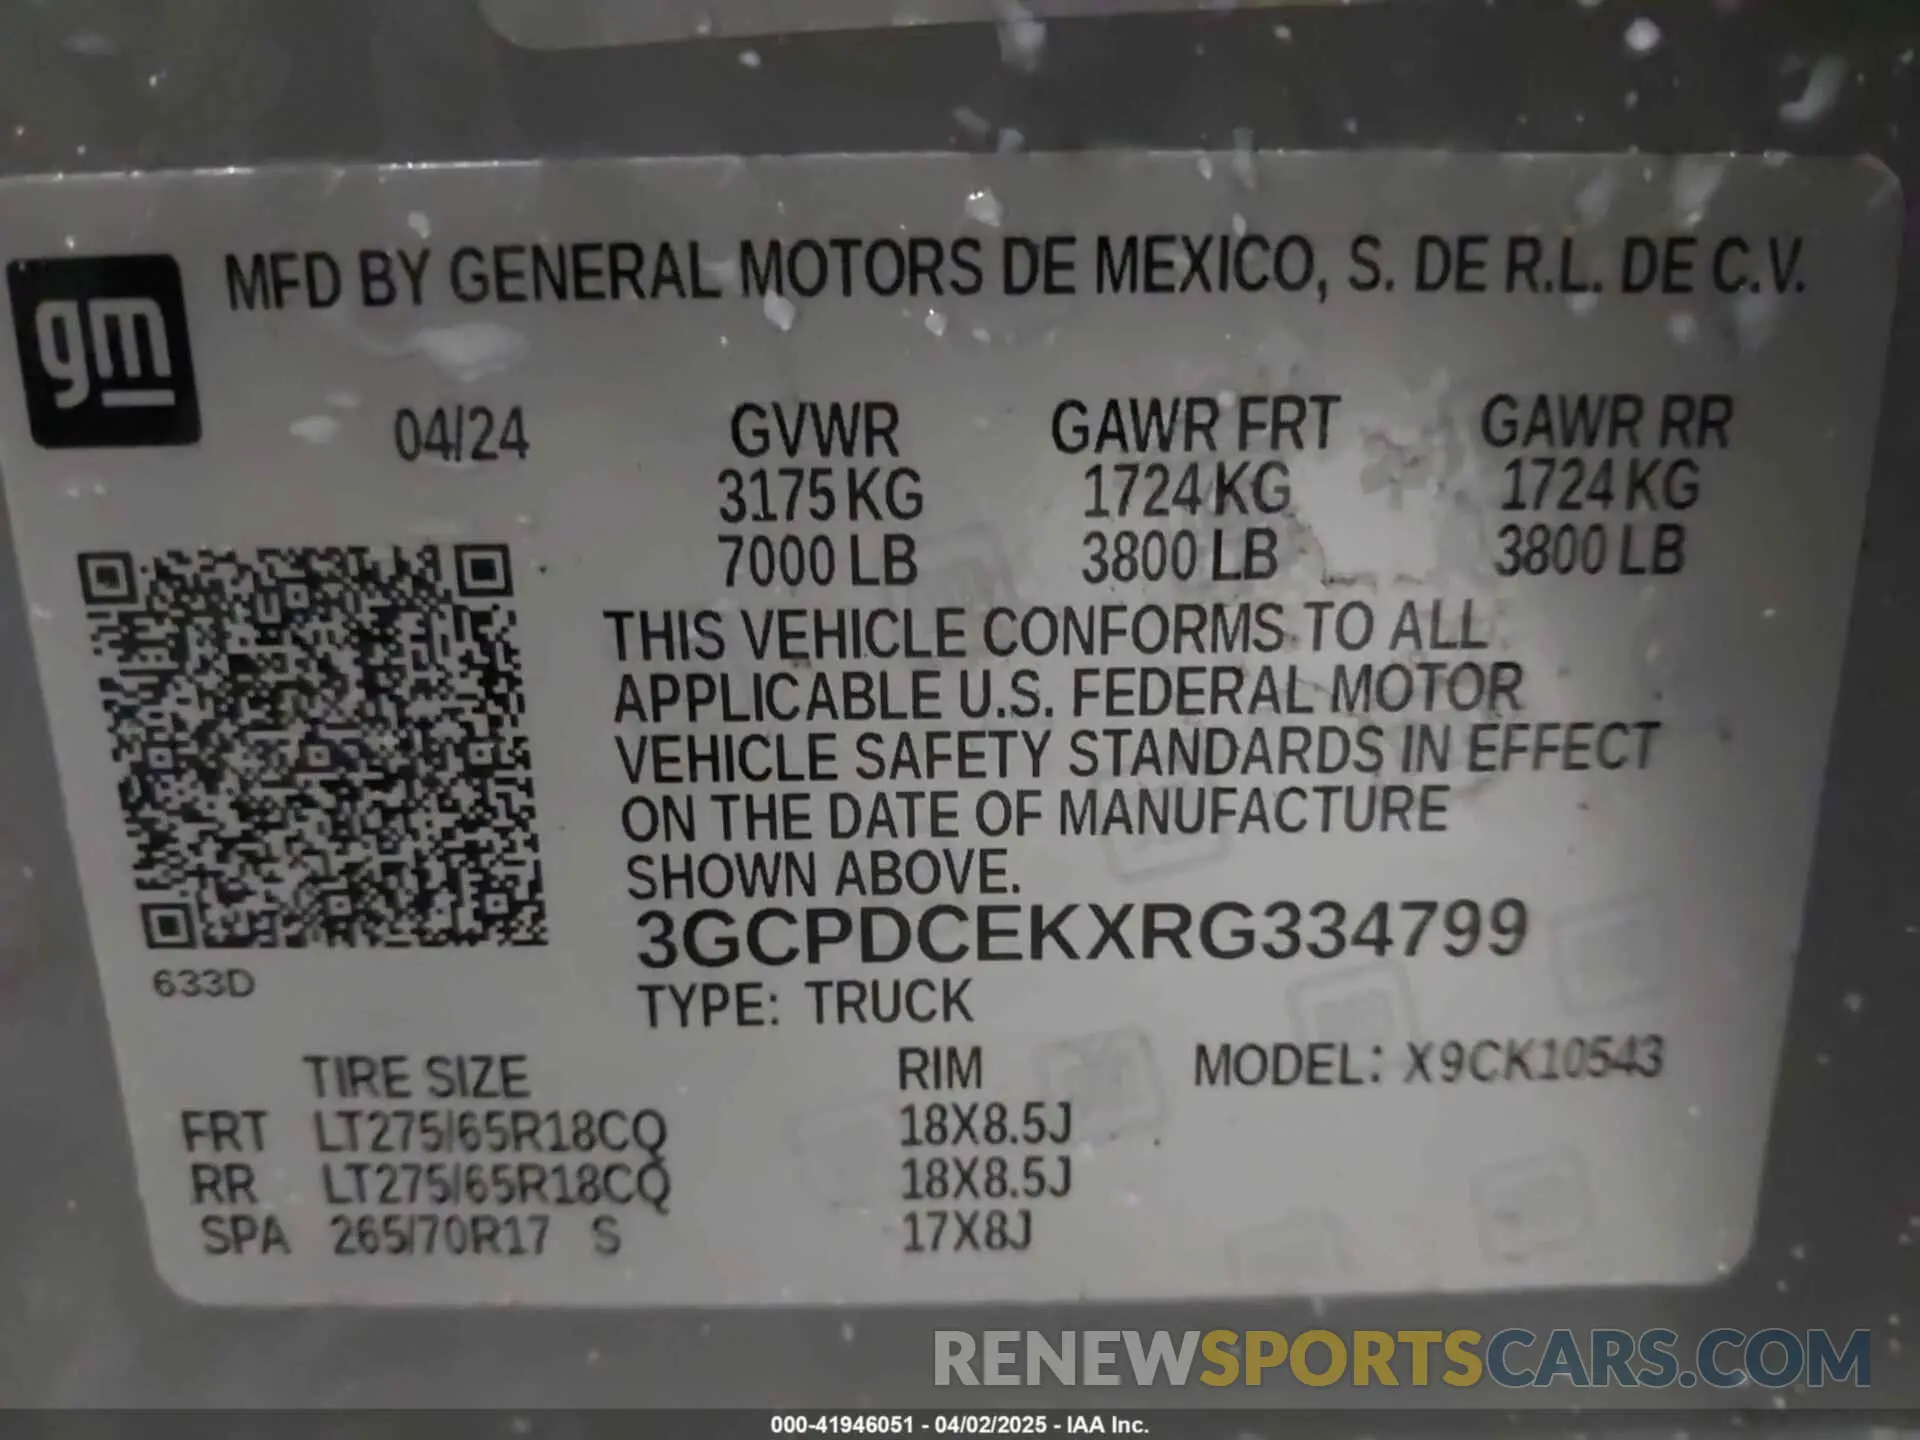 MFD BY GENERAL MOTORS DE MEXICO, S. DE R.L. DE C.V.
gm
04/24 GVWR GAWR FRT GAWR RR
3175 KG 1724 KG 1724 KG
7000 LB 3800 LB 3800 LB
THIS VEHICLE CONFORMS TO ALL
APPLICABLE U.S. FEDERAL MOTOR
VEHICLE SAFETY STANDARDS IN EFFECT
ON THE DATE OF MANUFACTURE
SHOWN ABOVE.
3GCPDCEKXRG334799
633D
TYPE: TRUCK
TIRE SIZE RIM MODEL: X9CK10543
FRT LT275/65R18CQ 18X8.5J
RR LT275/65R18CQ 18X8.5J
SPA 265/70R17 S 17X8J
RENEWSPORTSCARS.COM
000-41946051 - 04/02/2025 - IAA Inc.